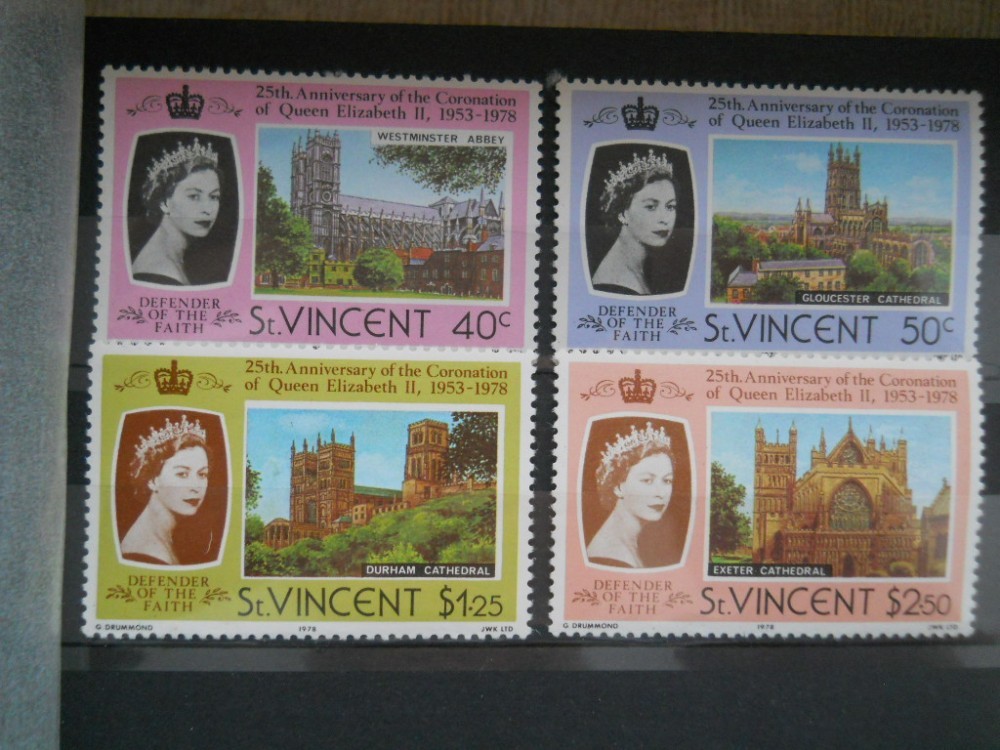 25th. Anniversary of the Coronation
of Queen Elizabeth II, 1953-1978
WESTMINSTER ABBEY
DEFENDER
OF THE
FAITH
St. VINCENT 40c
25th. Anniversary of the Coronation
of Queen Elizabeth II, 1953-1978
GLOUCESTER CATHEDRAL
DEFENDER
OF THE
FAITH
St. VINCENT 50c
25th. Anniversary of the Coronation
of Queen Elizabeth II, 1953-1978
DURHAM CATHEDRAL
DEFENDER
OF THE
FAITH
St. VINCENT $1·25
G DRUMMOND 1978 JWK LTD
25th. Anniversary of the Coronation
of Queen Elizabeth II, 1953-1978
EXETER CATHEDRAL
DEFENDER
OF THE
FAITH
St. VINCENT $2·50
G DRUMMOND 1978 JWK LTD